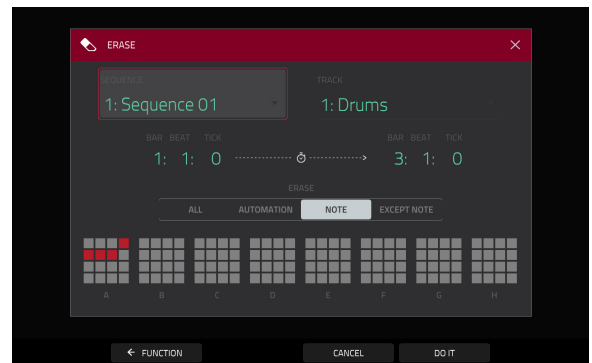 ERASE
SEQUENCE TRACK
1: Sequence 01 1: Drums
BAR BEAT TICK BAR BEAT TICK
1: 1: 0 3: 1: 0
ERASE
ALL AUTOMATION NOTE EXCEPT NOTE
A B C D E F G H
FUNCTION CANCEL DO IT